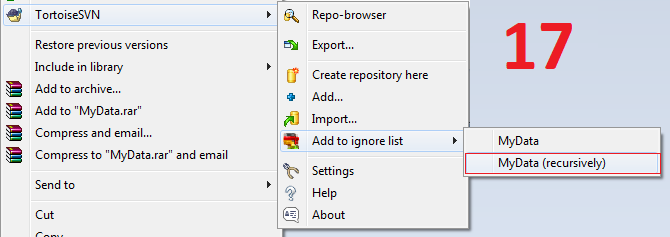 TortoiseSVN
Restore previous versions
Include in library
Add to archive...
Add to "MyData.rar"
Compress and email...
Compress to "MyData.rar" and email
Send to
Cut
Copy
Repo-browser
Export...
Create repository here
Add...
Import...
Add to ignore list
Settings
Help
About
MyData
MyData (recursively)
17